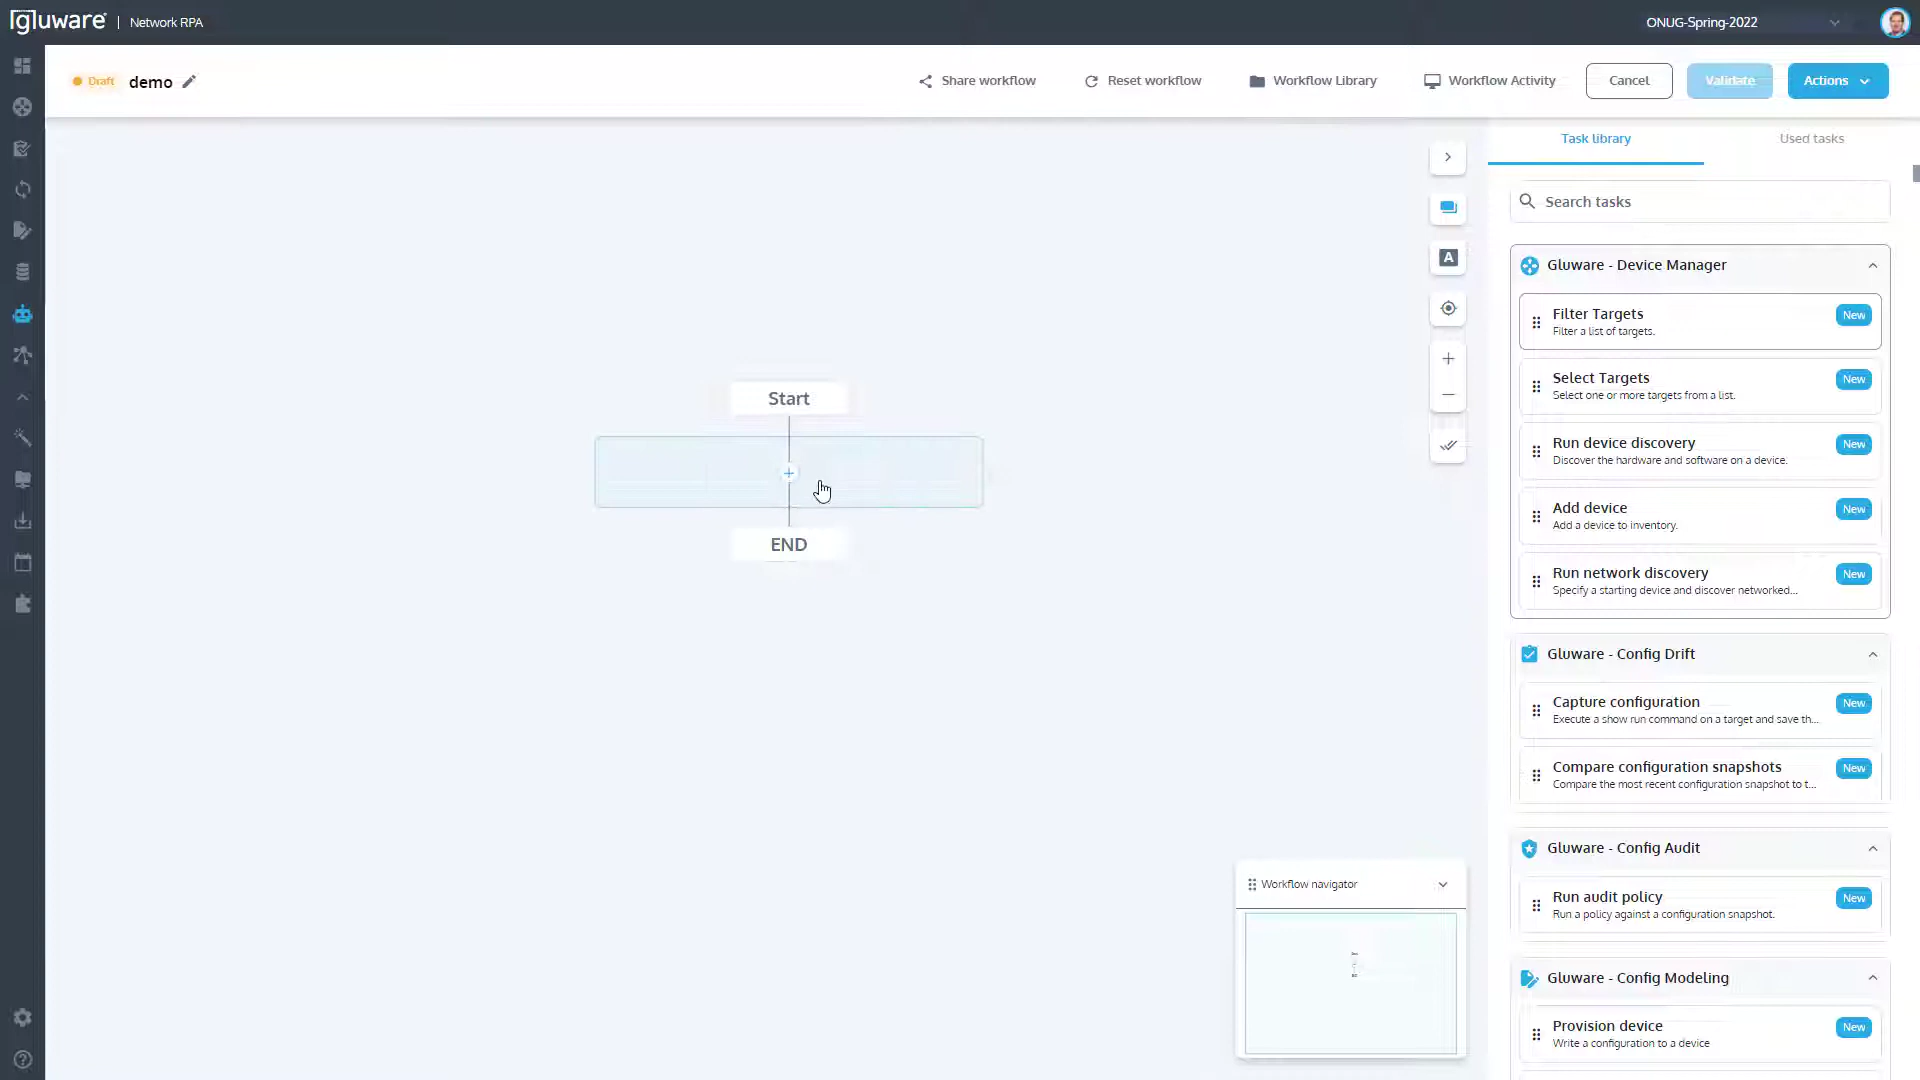 gluware | Network RPA
ONUG-Spring-2022
Draft demo
Share workflow
Reset workflow
Workflow Library
Workflow Activity
Cancel
Validate
Actions
Task library
Used tasks
Search tasks
Gluware - Device Manager
Filter Targets
New
Filter a list of targets.
Select Targets
New
Select one or more targets from a list.
Run device discovery
New
Discover the hardware and software on a device.
Add device
New
Add a device to inventory.
Run network discovery
New
Specify a starting device and discover networked...
Gluware - Config Drift
Capture configuration
New
Execute a show run command on a target and save th...
Compare configuration snapshots
New
Compare the most recent configuration snapshot to t...
Gluware - Config Audit
Run audit policy
New
Run a policy against a configuration snapshot.
Gluware - Config Modeling
Provision device
New
Write a configuration to a device
A
Start
END
Workflow navigator